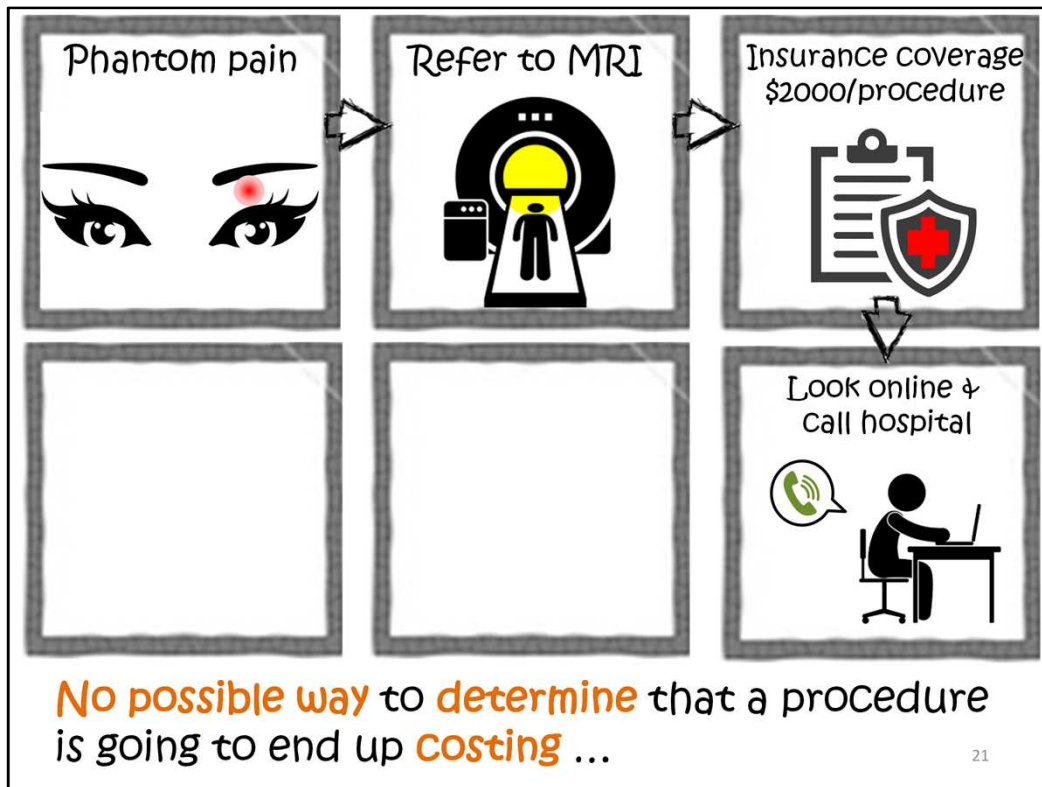 Phantom pain
Refer to MRI
Insurance coverage
$2000/procedure
Look online &
call hospital
No possible way to determine that a procedure
is going to end up costing ...
21